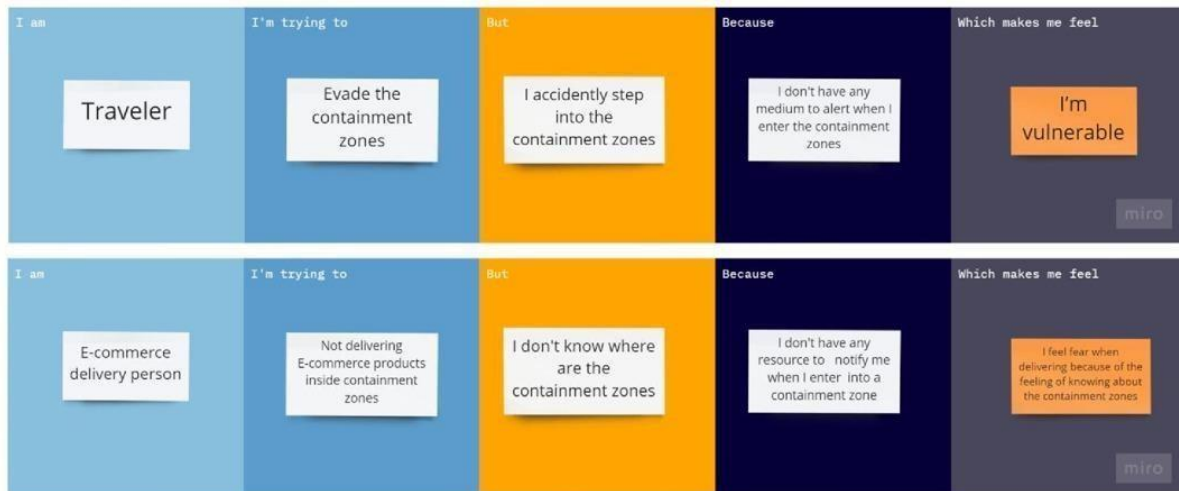 I am
I'm trying to
But
Because
Which makes me feel
Traveler
Evade the
containment
zones
I accidently step
into the
containment zones
I don't have any
medium to alert when I
enter the containment
zones
I'm
vulnerable
miro
I am
I'm trying to
But
Because
Which makes me feel
E-commerce
delivery person
Not delivering
E-commerce products
inside containment
zones
I don't know where
are the
containment zones
I don't have any
resource to notify me
when I enter into a
containment zone
I feel fear when
delivering because of the
feeling of knowing about
the containment zones
miro